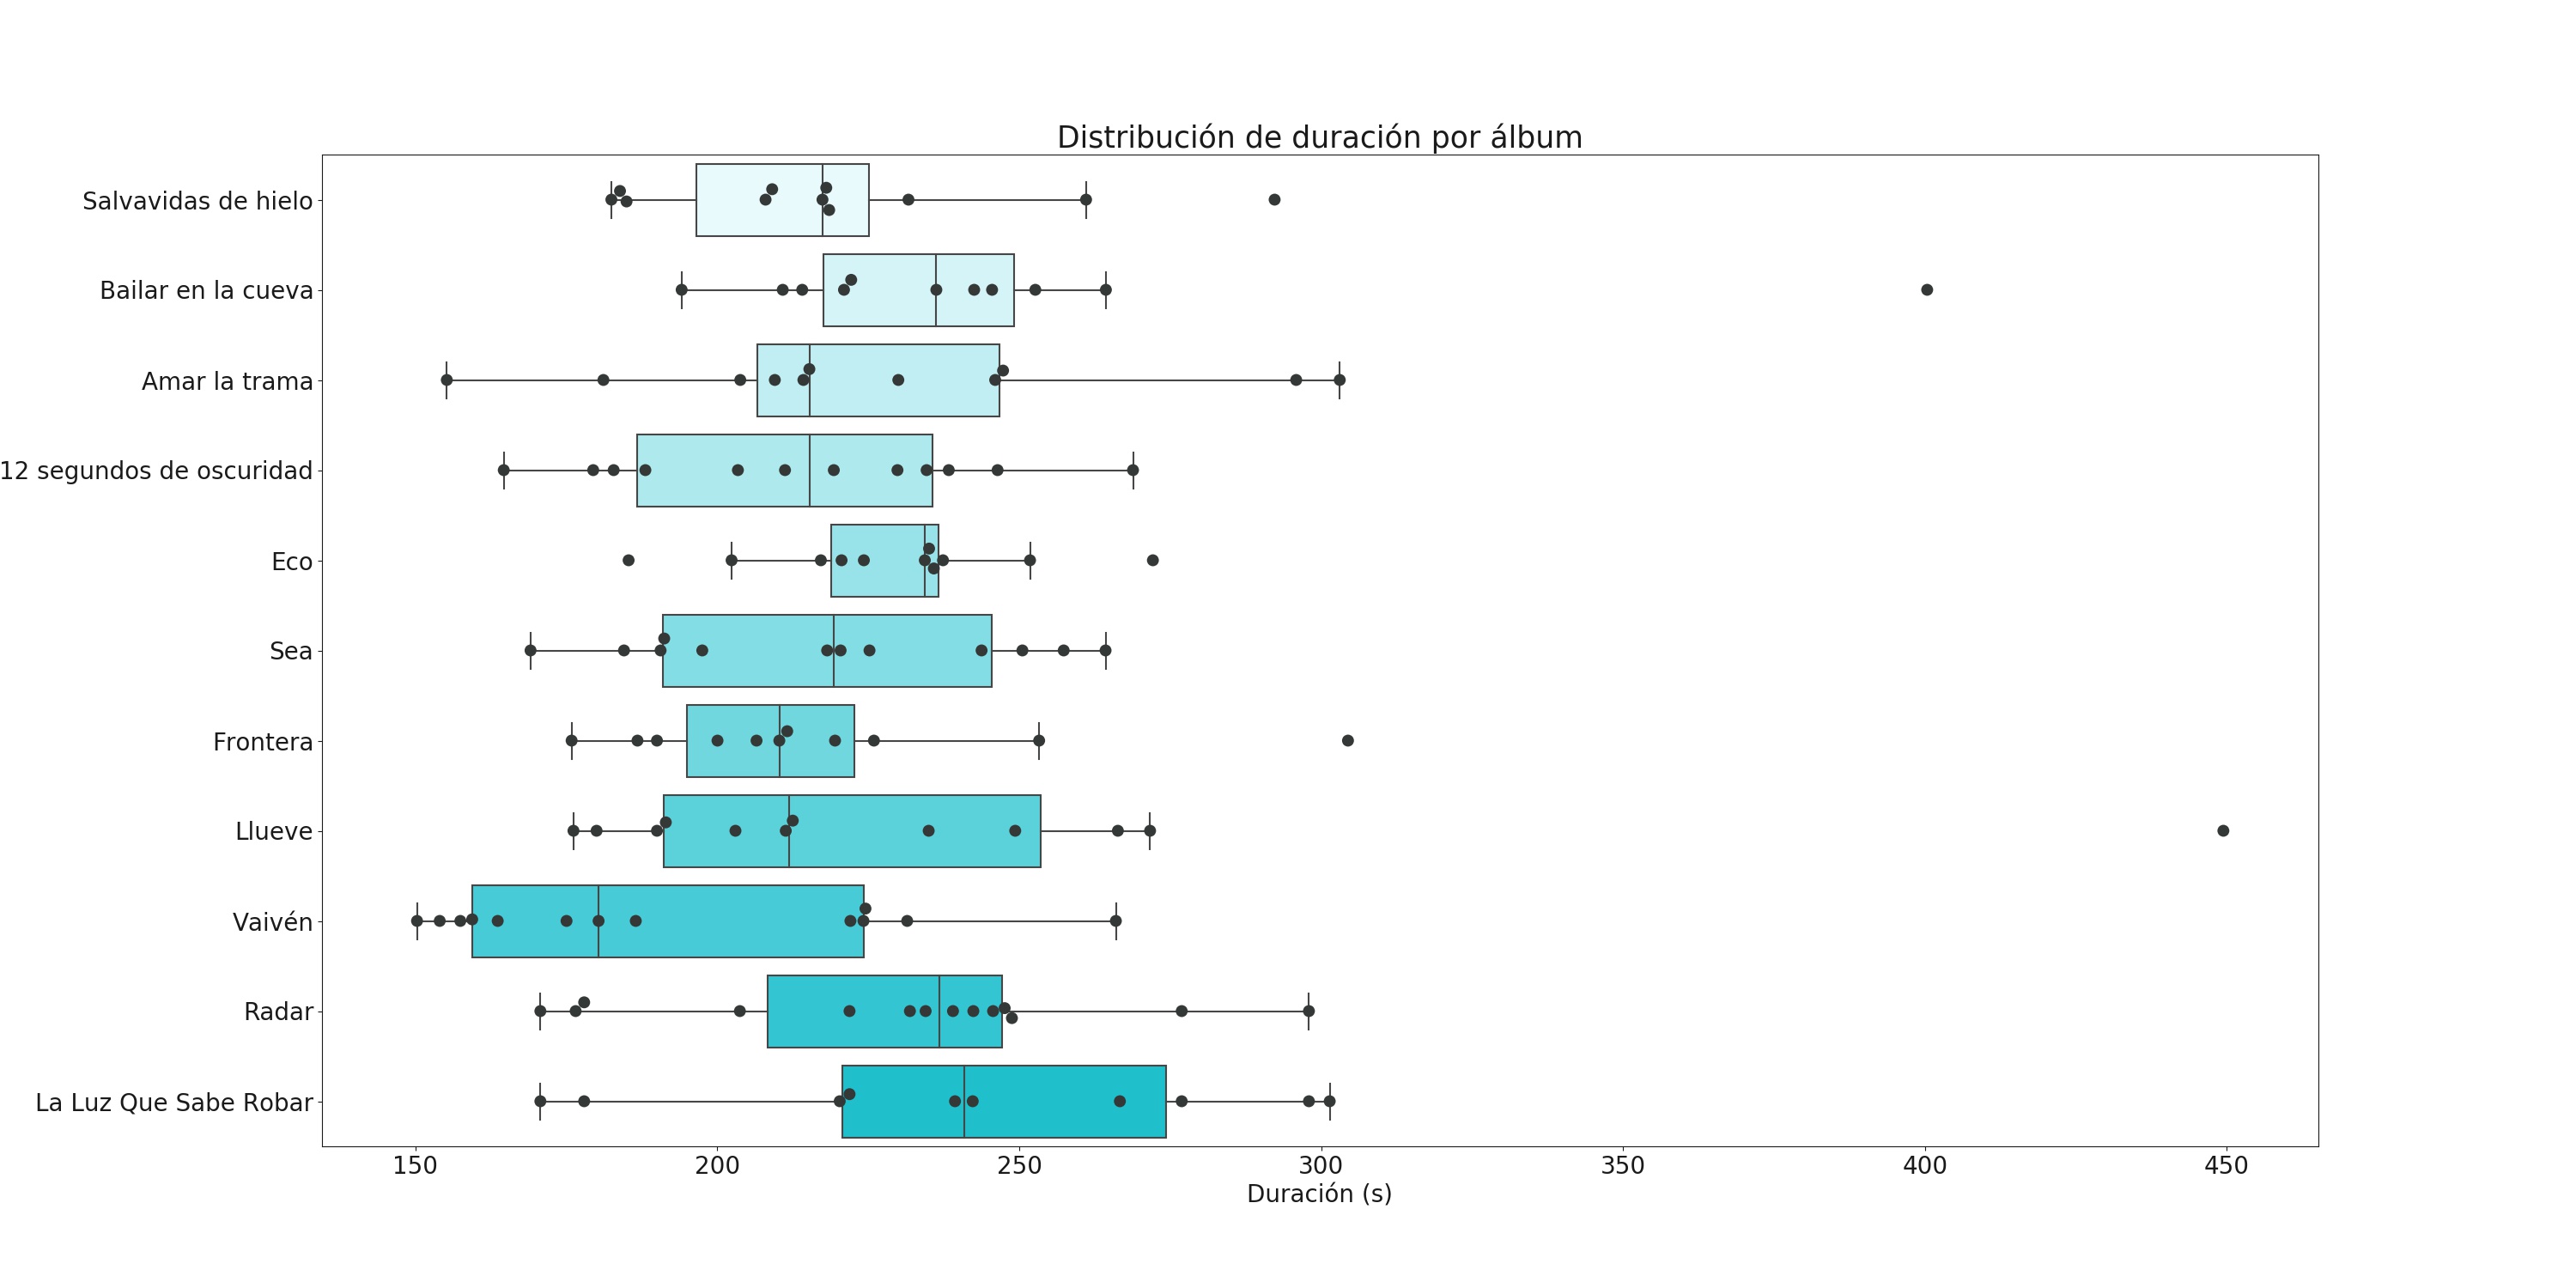 Distribución de duración por álbum
Salvavidas de hielo
Bailar en la cueva
Amar la trama
12 segundos de oscuridad
Eco
Sea
Frontera
Llueve
Vaivén
Radar
La Luz Que Sabe Robar
150 200 250 300 350 400 450
Duración (s)